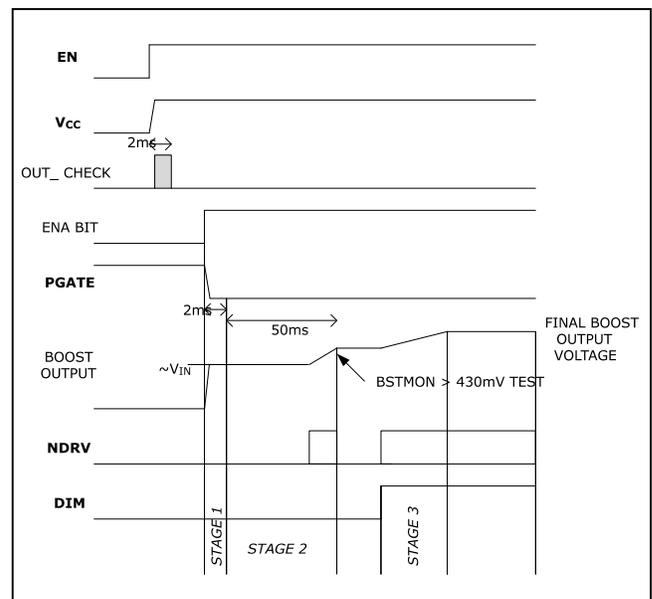 EN
VCC
2ms
OUT_ CHECK
ENA BIT
PGATE
2ms
50ms
FINAL BOOST
OUTPUT
VOLTAGE
BOOST
OUTPUT
~VIN
BSTMON > 430mV TEST
NDRV
DIM
STAGE 1
STAGE 2
STAGE 3